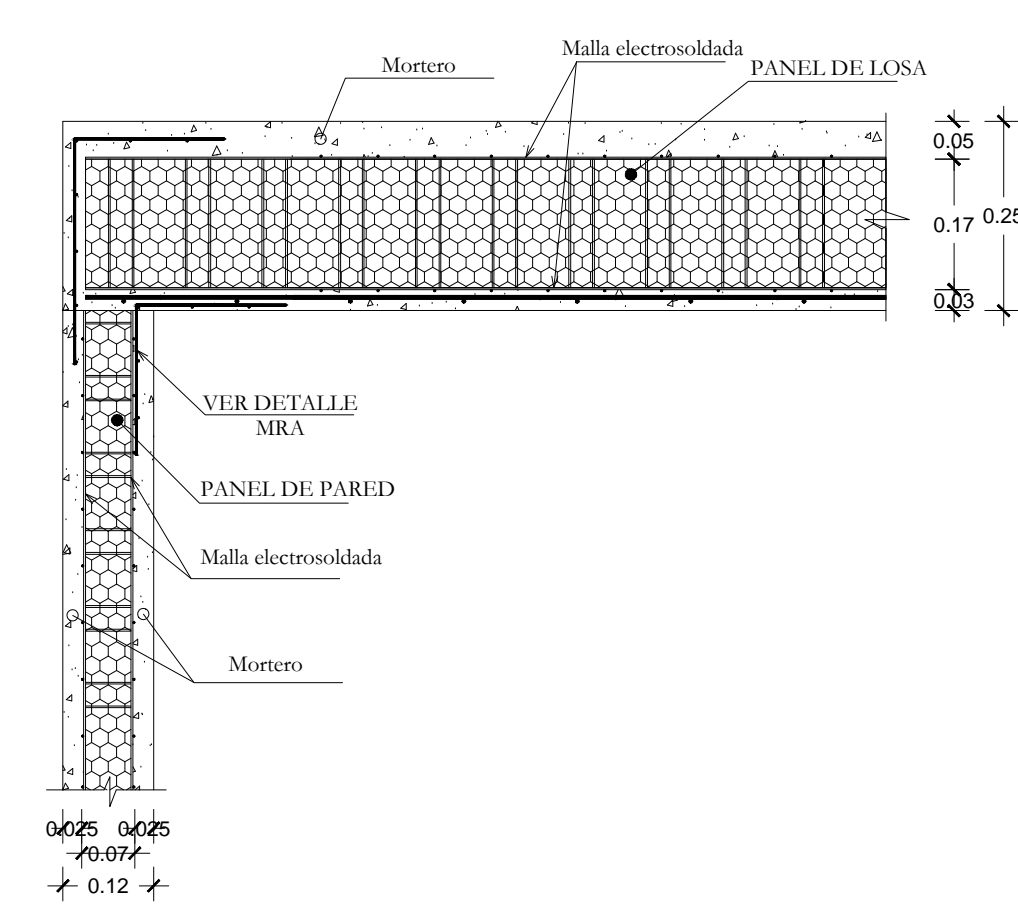 Malla electrosoldada
Mortero
PANEL DE LOSA
0.05
0.17
0.25
0.03
VER DETALLE
MRA
PANEL DE PARED
Malla electrosoldada
Mortero
0.025
0.025
0.07
0.12